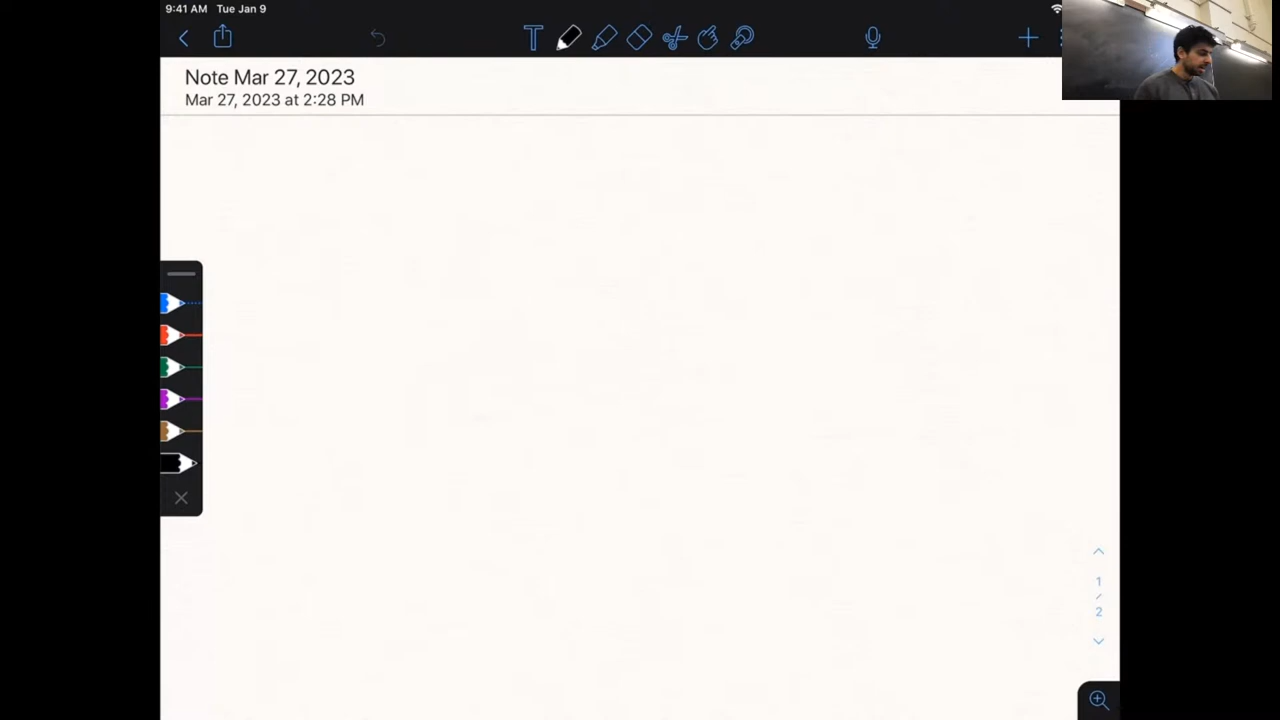 9:41 AM Tue Jan 9
Note Mar 27, 2023
Mar 27, 2023 at 2:28 PM
1
/
2